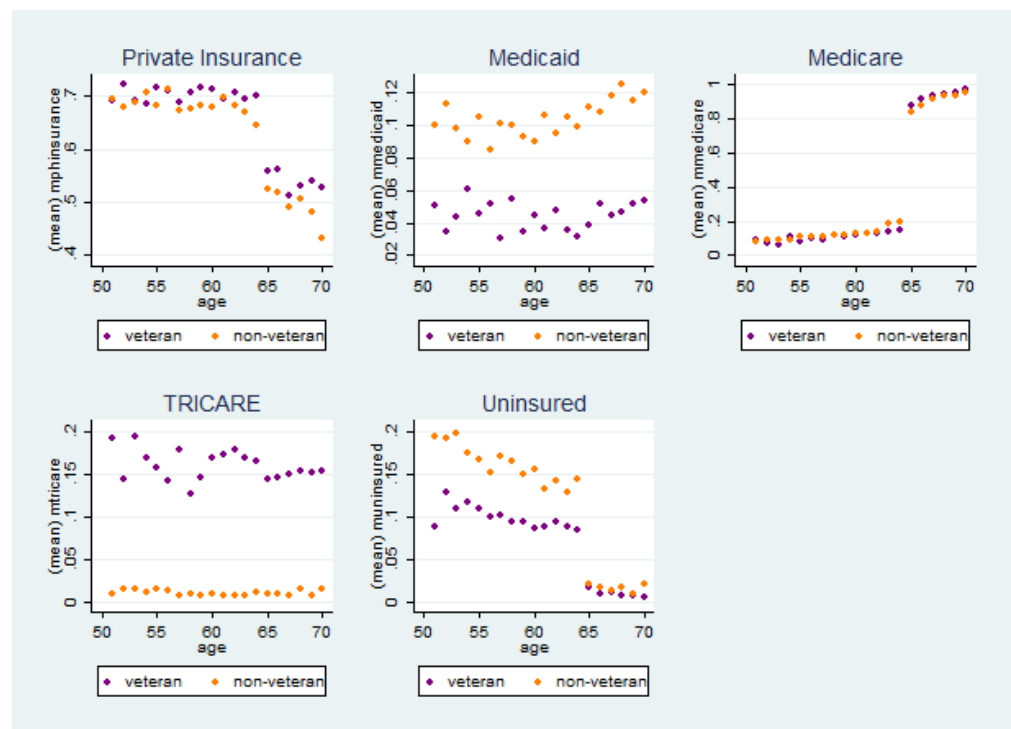 Private Insurance
(mean) mphinsurance
.4 .5 .6 .7
50 55 60 65 70
age
veteran non-veteran
Medicaid
(mean) mmedicaid
.02 .04 .06 .08 .1 .12
50 55 60 65 70
age
veteran non-veteran
Medicare
(mean) mmedicare
0 .2 .4 .6 .8 1
50 55 60 65 70
age
veteran non-veteran
TRICARE
(mean) mtricare
0 .05 .1 .15 .2
50 55 60 65 70
age
veteran non-veteran
Uninsured
(mean) muninsured
0 .05 .1 .15 .2
50 55 60 65 70
age
veteran non-veteran